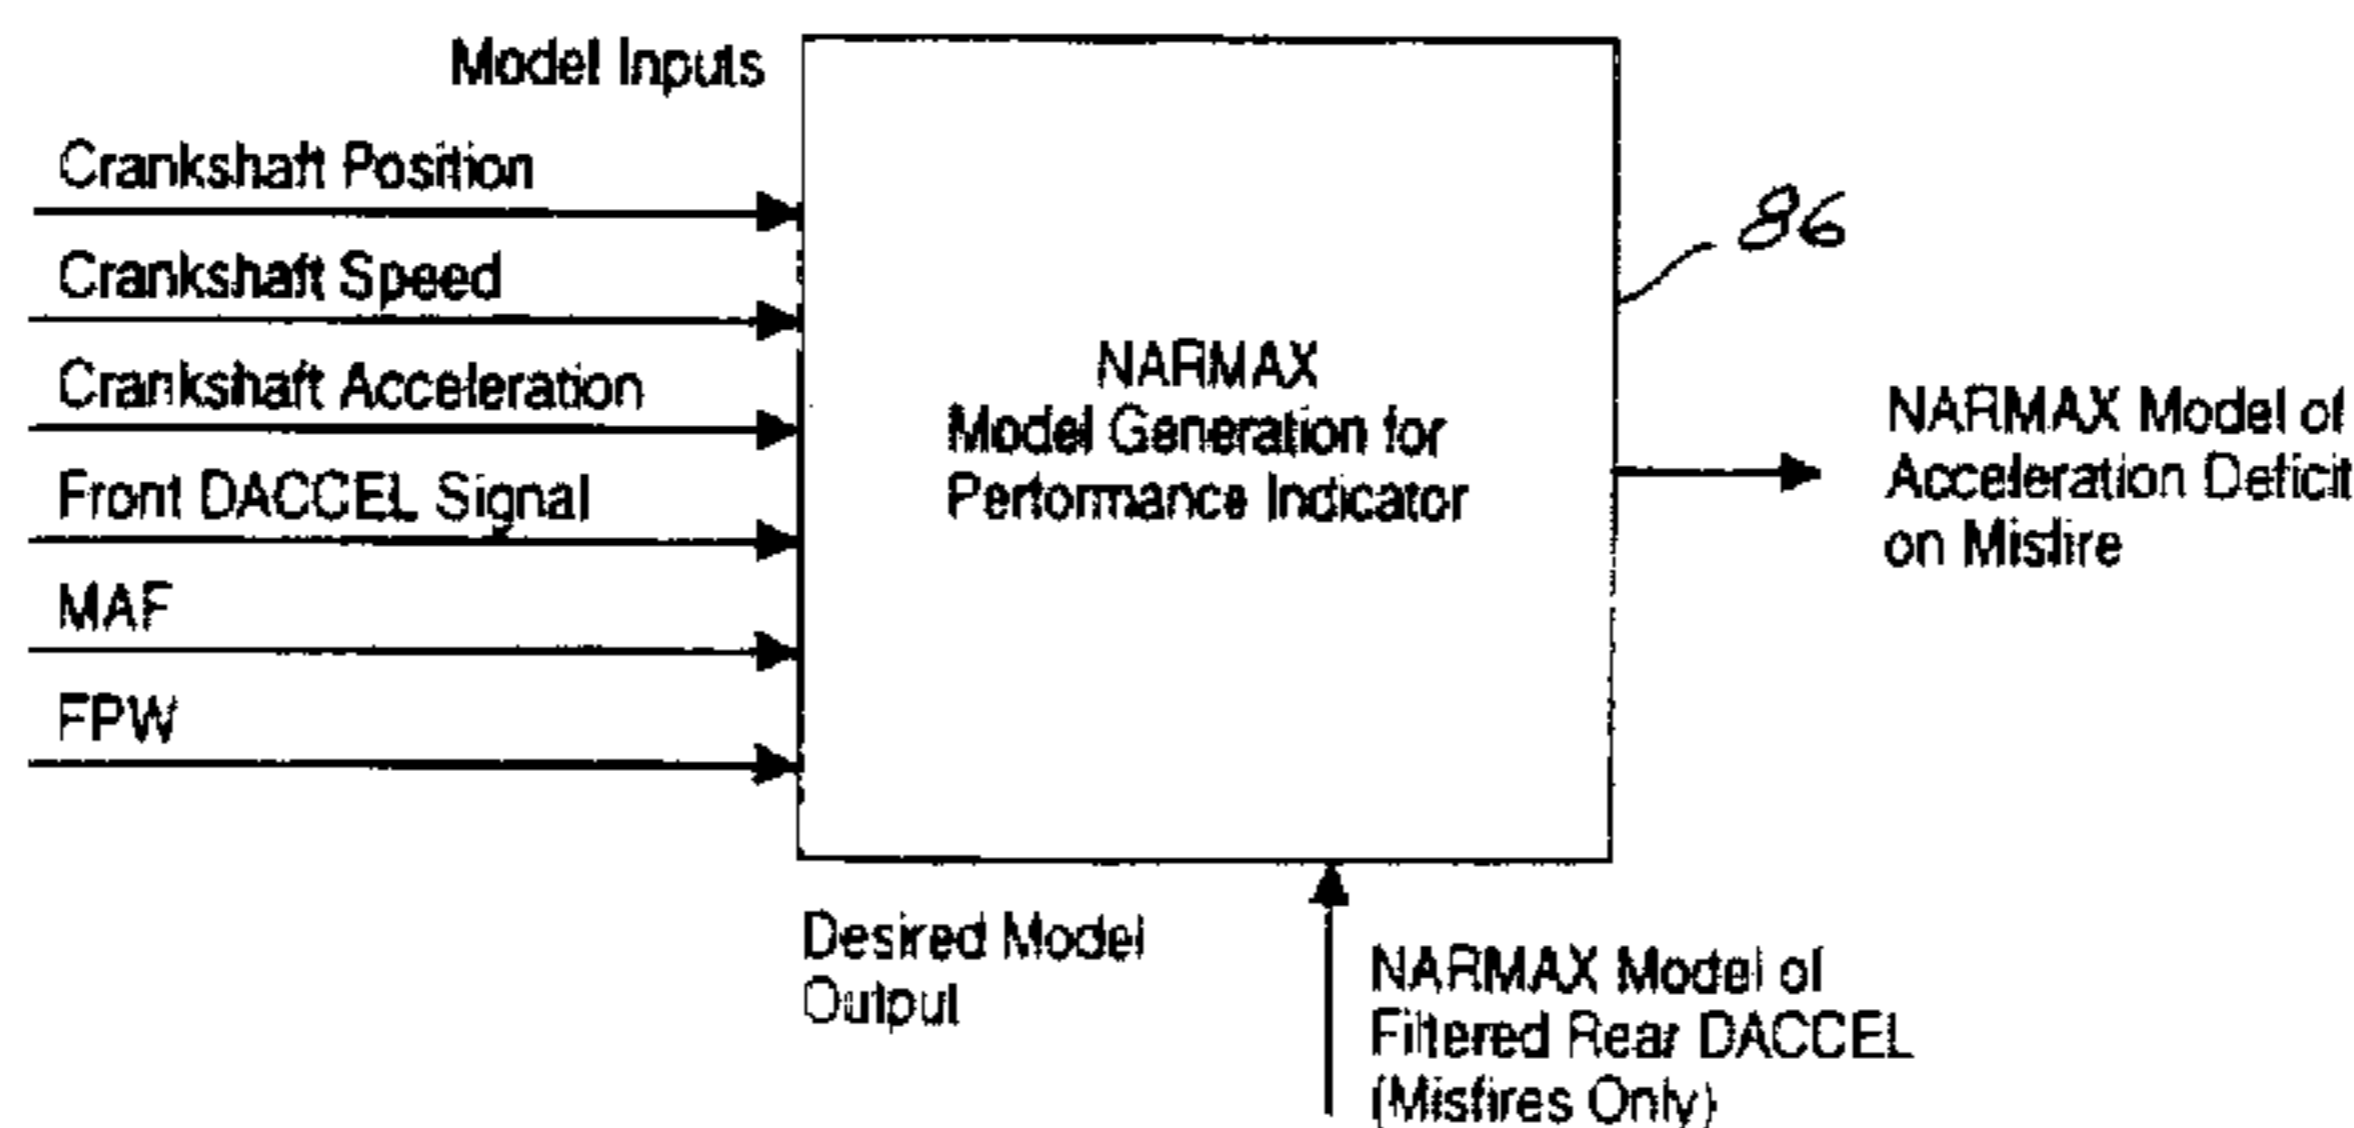 Model Inputs
Crankshaft Position
Crankshaft Speed
Crankshaft Acceleration
Front DACCEL Signal
MAF
FPW
NARMAX
Model Generation for
Performance Indicator
86
NARMAX Model of
Acceleration Deficit
on Misfire
Desired Model
Output
NARMAX Model of
Filtered Rear DACCEL
(Misfires Only)